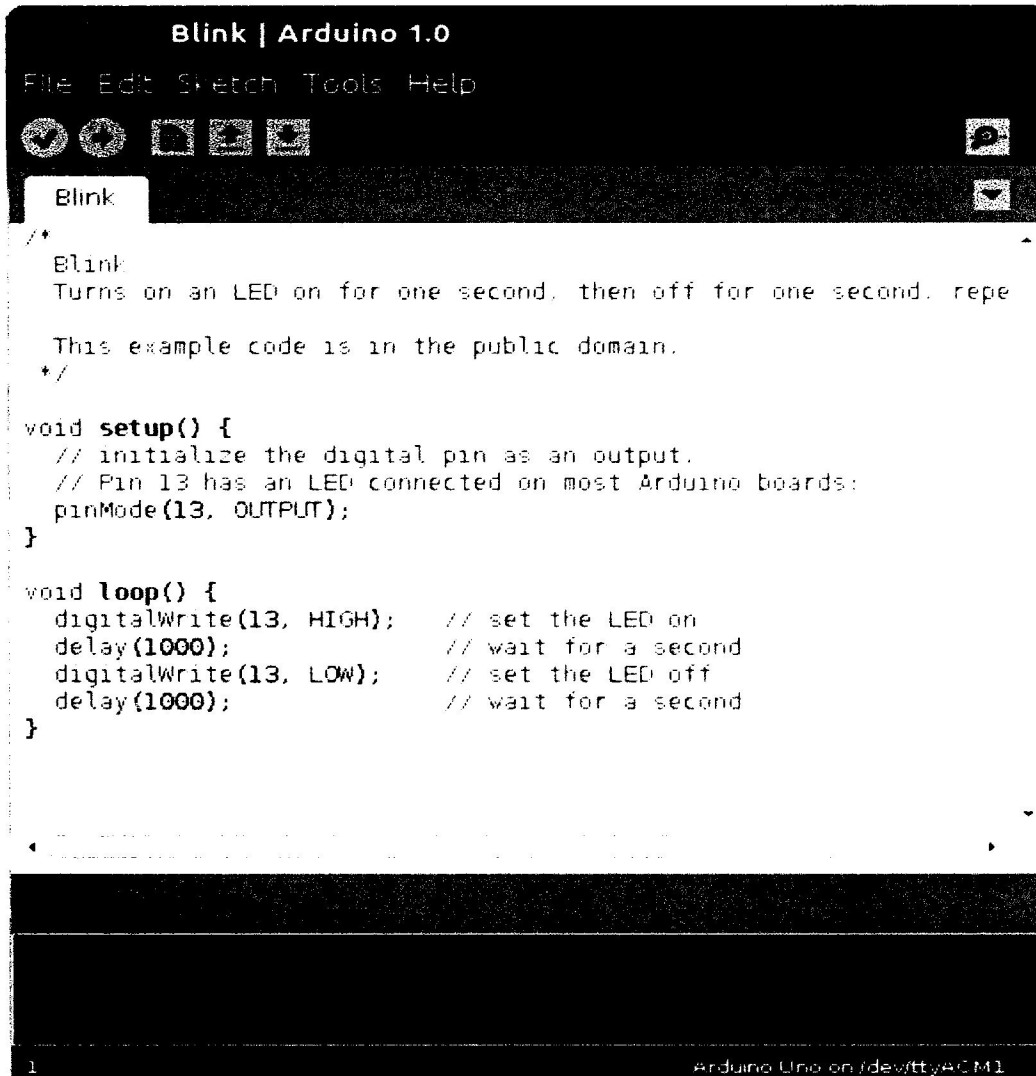 Blink | Arduino 1.0
File Edit Sketch Tools Help
Blink
/*
  Blink
  Turns on an LED on for one second, then off for one second, repe
  This example code is in the public domain.
 */
void setup() {
  // initialize the digital pin as an output.
  // Pin 13 has an LED connected on most Arduino boards:
  pinMode(13, OUTPUT);
}
void loop() {
  digitalWrite(13, HIGH);   // set the LED on
  delay(1000);              // wait for a second
  digitalWrite(13, LOW);    // set the LED off
  delay(1000);              // wait for a second
}
1 Arduino Uno on /dev/ttyACM1